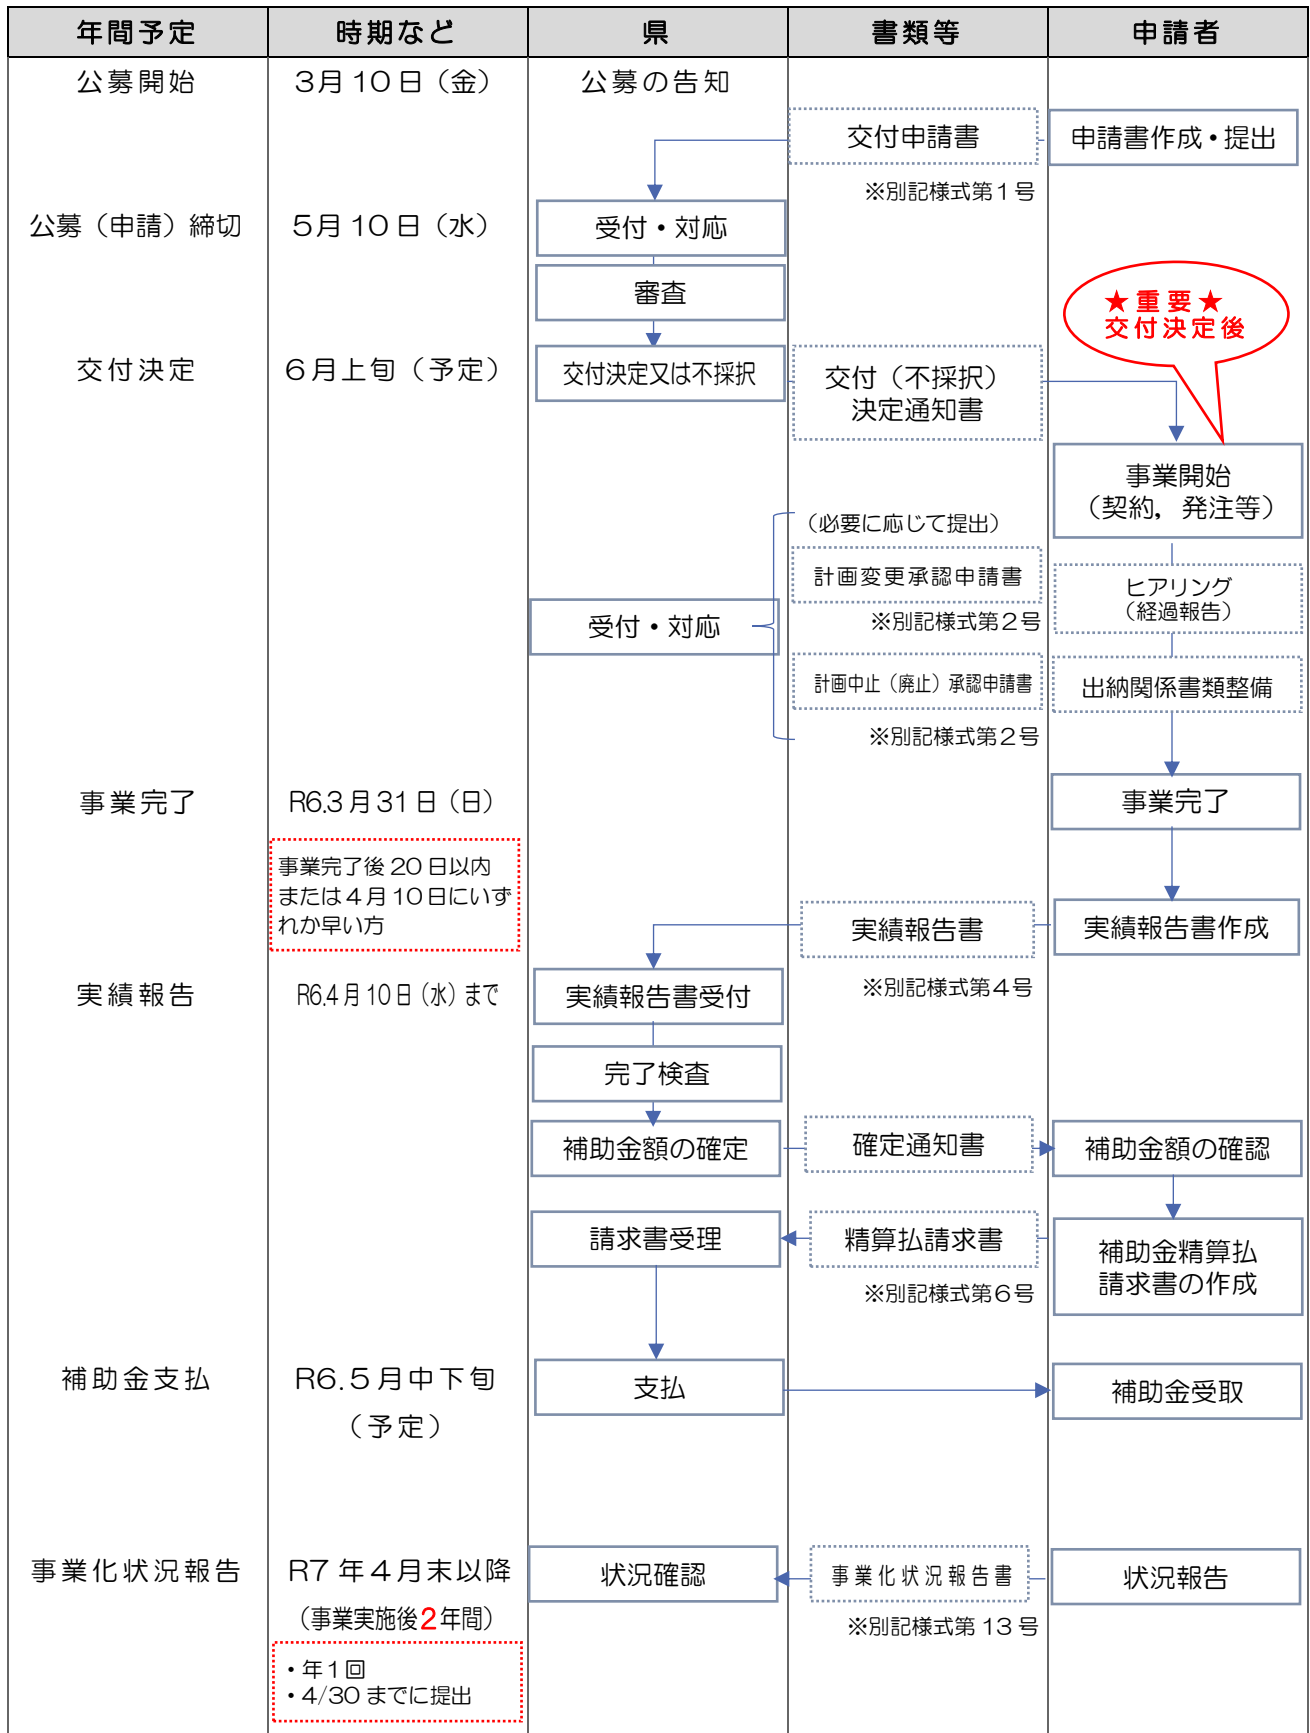 年間予定
時期など
県
書類等
申請者
公募開始
3月10日（金）
公募の告知
交付申請書
申請書作成・提出
※別記様式第1号
公募（申請）締切
5月10日（水）
受付・対応
審査
★重要★
交付決定後
交付決定
6月上旬（予定）
交付決定又は不採択
交付（不採択）
決定通知書
事業開始
（契約，発注等）
（必要に応じて提出）
計画変更承認申請書
※別記様式第2号
ヒアリング
（経過報告）
受付・対応
計画中止（廃止）承認申請書
※別記様式第2号
出納関係書類整備
事業完了
R6.3月31日（日）
事業完了
事業完了後20日以内
または4月10日にいず
れか早い方
実績報告書
実績報告書作成
※別記様式第4号
実績報告
R6.4月10日（水）まで
実績報告書受付
完了検査
補助金額の確定
確定通知書
補助金額の確認
請求書受理
精算払請求書
補助金精算払
請求書の作成
※別記様式第6号
補助金支払
R6.5月中下旬
（予定）
支払
補助金受取
事業化状況報告
R7年4月末以降
（事業実施後2年間）
状況確認
事業化状況報告書
状況報告
※別記様式第13号
・年1回
・4/30までに提出